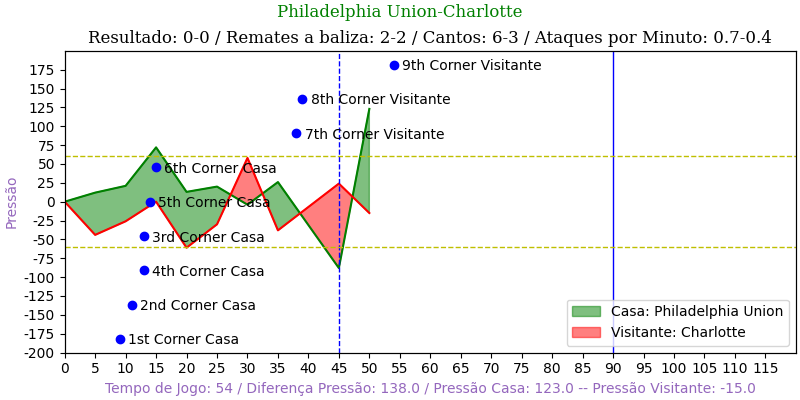 Philadelphia Union-Charlotte
Resultado: 0-0 / Remates a baliza: 2-2 / Cantos: 6-3 / Ataques por Minuto: 0.7-0.4
Pressão
175
150
125
100
75
50
25
0
-25
-50
-75
-100
-125
-150
-175
-200
9th Corner Visitante
8th Corner Visitante
7th Corner Visitante
6th Corner Casa
5th Corner Casa
3rd Corner Casa
4th Corner Casa
2nd Corner Casa
1st Corner Casa
Casa: Philadelphia Union
Visitante: Charlotte
0 5 10 15 20 25 30 35 40 45 50 55 60 65 70 75 80 85 90 95 100 105 110 115
Tempo de Jogo: 54 / Diferença Pressão: 138.0 / Pressão Casa: 123.0 -- Pressão Visitante: -15.0